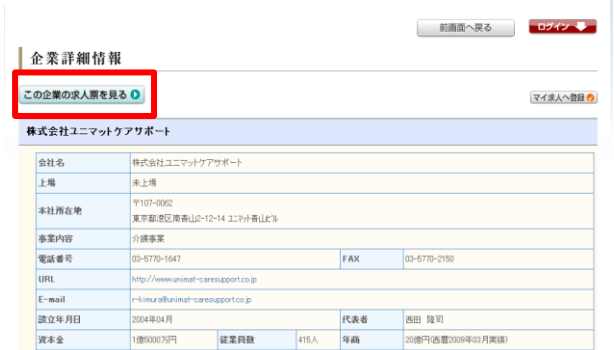 前画面へ戻る ログイン
企業詳細情報
この企業の求人票を見る
マイ求人へ登録
株式会社ユニマットケアサポート
会社名 株式会社ユニマットケアサポート
上場 未上場
本社所在地 〒107-0062
東京都港区南青山2-12-14 ユニマット青山ビル
事業内容 介護事業
電話番号 03-5770-1647 FAX 03-5770-2150
URL http://www.unimat-caresupport.co.jp
E-mail r-kimura@unimat-caresupport.co.jp
設立年月日 2004年04月 代表者 西田 隆司
資本金 1億5000万円 従業員数 415人 年商 20億円(西暦2009年03月実績)